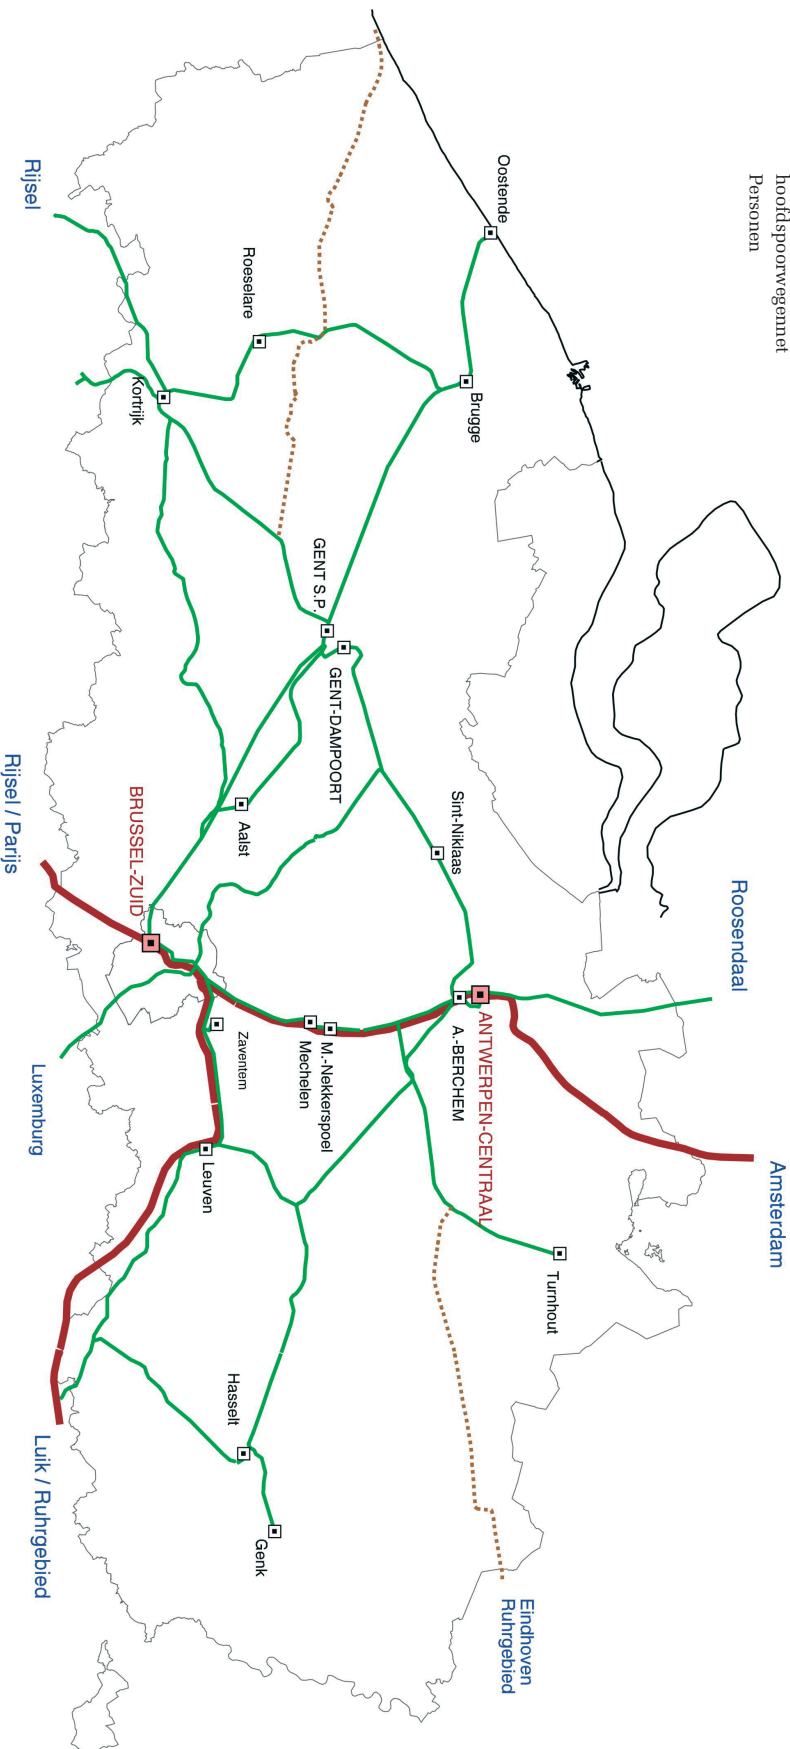 hoofdspoorwegennet
Personen
Oostende
Brugge
Roeselare
Rijsel
Kortrijk
GENT S.P.
GENT-DAMPOORT
Sint-Niklaas
Aalst
Rijsel / Parijs
BRUSSEL-ZUID
Roosendaal
ANTWERPEN-CENTRAAL
A.-BERCHEM
M.-Nekkerspoel
Mechelen
Zaventem
Luxemburg
Leuven
Amsterdam
Turnhout
Hasselt
Genk
Luik / Ruhrgebied
Eindhoven
Ruhrgebied